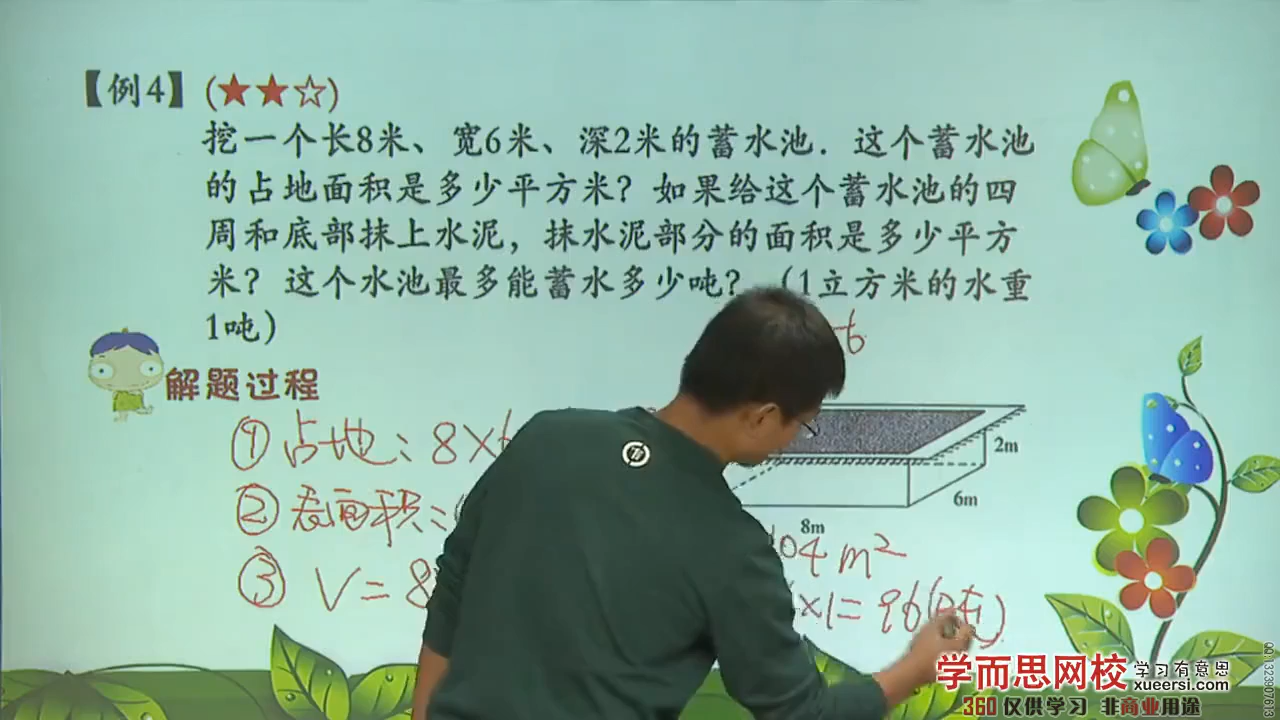 【例4】(★★☆)
挖一个长8米、宽6米、深2米的蓄水池．这个蓄水池
的占地面积是多少平方米？如果给这个蓄水池的四
周和底部抹上水泥，抹水泥部分的面积是多少平方
米？这个水池最多能蓄水多少吨？（1立方米的水重
1吨）
6
解题过程
①占地：8×6
2m
6m
8m
②表面积：
104m²
③V=8
×1=96(吨)
学而思网校
学习有意思
xueersi.com
360仅供学习 非商业用途